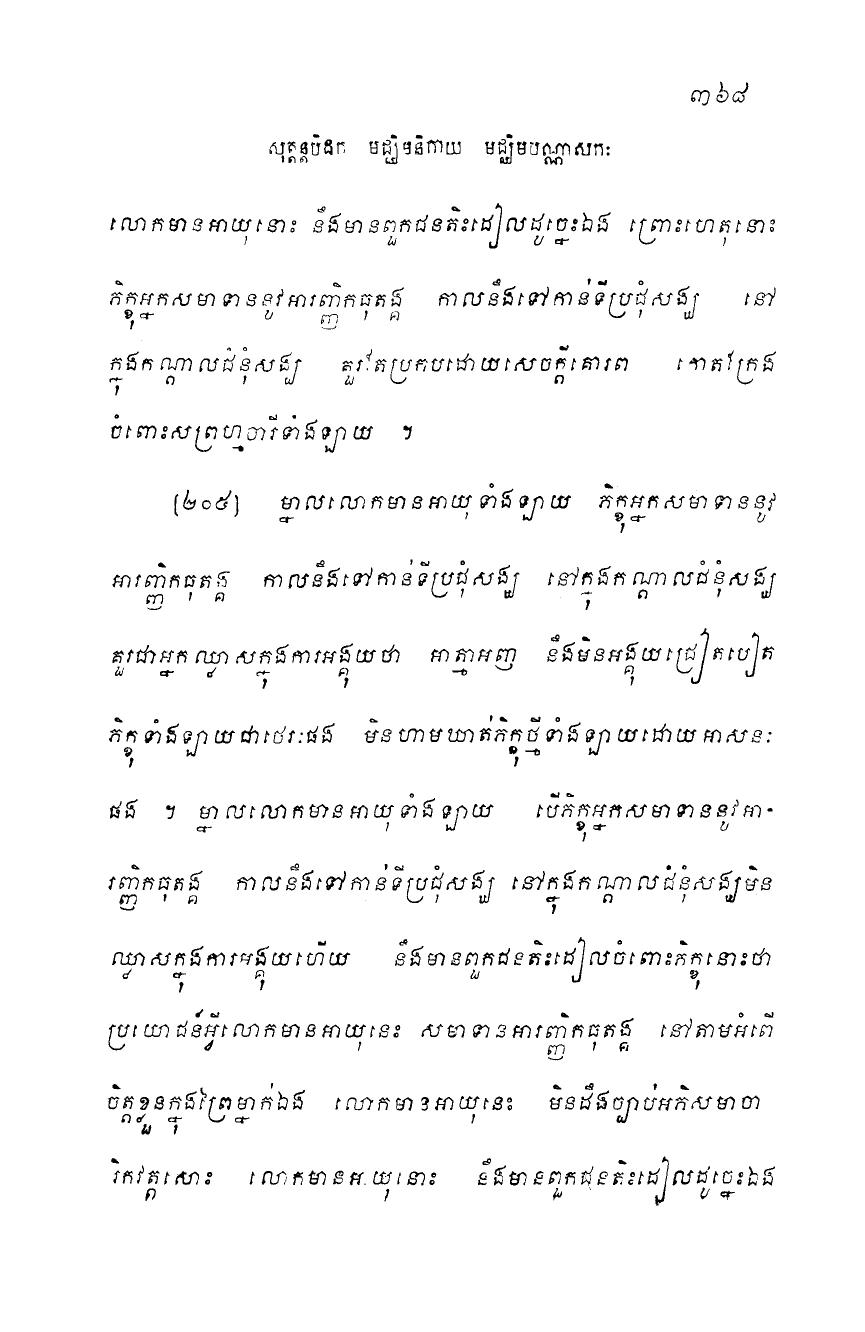 ៣៦៨
សុត្តន្តបិដក មជ្ឈិមនិកាយ មជ្ឈិមបណ្ណាសកៈ
លោកមានអាយុនោះ នឹងមានពួកជនតិះដៀលដូច្នេះឯង ព្រោះហេតុនោះ
ភិក្ខុអ្នកសមាទាននូវអារញ្ញិកធុតង្គ កាលនឹងទៅកាន់ទីប្រជុំសង្ឃ នៅ
ក្នុងកណ្តាលជំនុំសង្ឃ គួរតែប្រកបដោយសេចក្តីគោរព កោតក្រែង
ចំពោះសព្រហ្មចារីទាំងឡាយ ។
[២០៥] ម្នាលលោកមានអាយុទាំងឡាយ ភិក្ខុអ្នកសមាទាននូវ
អារញ្ញិកធុតង្គ កាលនឹងទៅកាន់ទីប្រជុំសង្ឃ នៅក្នុងកណ្តាលជំនុំសង្ឃ
គួរជាអ្នកឈ្លាសក្នុងការអង្គុយថា អាត្មាអញ នឹងមិនអង្គុយជ្រៀតបៀត
ភិក្ខុទាំងឡាយជាថេរៈផង មិនហាមឃាត់ភិក្ខុថ្មីទាំងឡាយដោយអាសនៈ
ផង ។ ម្នាលលោកមានអាយុទាំងឡាយ បើភិក្ខុអ្នកសមាទាននូវអា-
រញ្ញិកធុតង្គ កាលនឹងទៅកាន់ទីប្រជុំសង្ឃ នៅក្នុងកណ្តាលជំនុំសង្ឃមិន
ឈ្លាសក្នុងការអង្គុយហើយ នឹងមានពួកជនតិះដៀលចំពោះភិក្ខុនោះថា
ប្រយោជន៍អ្វីលោកមានអាយុនេះ សមាទានអារញ្ញិកធុតង្គ នៅតាមអំពើ
ចិត្តខ្លួនក្នុងព្រៃម្នាក់ឯង លោកមានអាយុនេះ មិនដឹងច្បាប់អភិសមាចា
រិកវត្តសោះ លោកមានអាយុនោះ នឹងមានពួកជនតិះដៀលដូច្នេះឯង